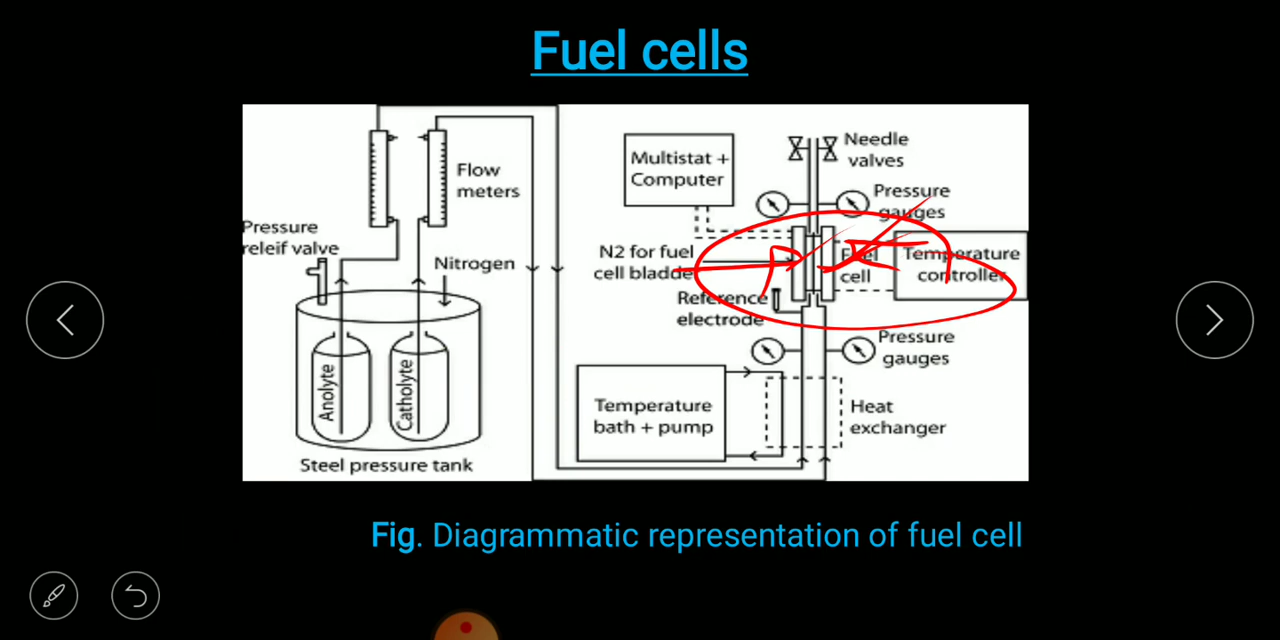 Fuel cells
Multistat +
Computer
Needle
valves
Flow
meters
Pressure
gauges
Pressure
releif valve
N2 for fuel
cell bladde
Fuel
cell
Temperature
controller
Nitrogen
Reference
electrode
Pressure
gauges
Anolyte
Catholyte
Temperature
bath + pump
Heat
exchanger
Steel pressure tank
Fig. Diagrammatic representation of fuel cell